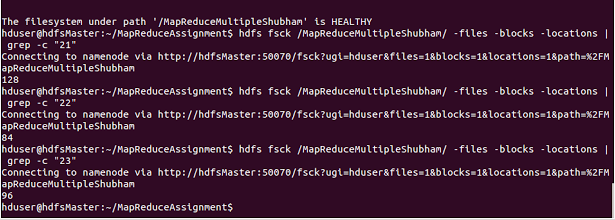 The filesystem under path '/MapReduceMultipleShubham' is HEALTHY
hduser@hdfsMaster:~/MapReduceAssignment$ hdfs fsck /MapReduceMultipleShubham/ -files -blocks -locations |
 grep -c "21"
Connecting to namenode via http://hdfsMaster:50070/fsck?ugi=hduser&files=1&blocks=1&locations=1&path=%2FM
apReduceMultipleShubham
128
hduser@hdfsMaster:~/MapReduceAssignment$ hdfs fsck /MapReduceMultipleShubham/ -files -blocks -locations |
 grep -c "22"
Connecting to namenode via http://hdfsMaster:50070/fsck?ugi=hduser&files=1&blocks=1&locations=1&path=%2FM
apReduceMultipleShubham
84
hduser@hdfsMaster:~/MapReduceAssignment$ hdfs fsck /MapReduceMultipleShubham/ -files -blocks -locations |
 grep -c "23"
Connecting to namenode via http://hdfsMaster:50070/fsck?ugi=hduser&files=1&blocks=1&locations=1&path=%2FM
apReduceMultipleShubham
96
hduser@hdfsMaster:~/MapReduceAssignment$